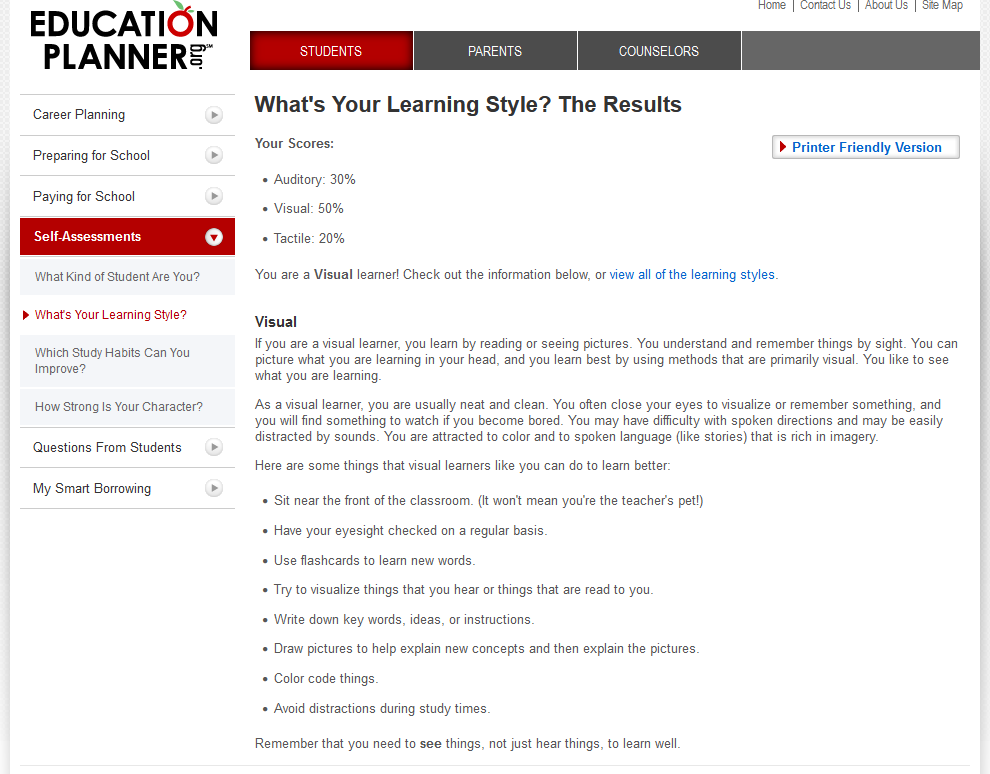 Home | Contact Us | About Us | Site Map
EDUCATION
PLANNER.org SM
STUDENTS
PARENTS
COUNSELORS
Career Planning
Preparing for School
Paying for School
Self-Assessments
What Kind of Student Are You?
What's Your Learning Style?
Which Study Habits Can You
Improve?
How Strong Is Your Character?
Questions From Students
My Smart Borrowing
What's Your Learning Style? The Results
Your Scores:
Printer Friendly Version
• Auditory: 30%
• Visual: 50%
• Tactile: 20%
You are a Visual learner! Check out the information below, or view all of the learning styles.
Visual
If you are a visual learner, you learn by reading or seeing pictures. You understand and remember things by sight. You can
picture what you are learning in your head, and you learn best by using methods that are primarily visual. You like to see
what you are learning.
As a visual learner, you are usually neat and clean. You often close your eyes to visualize or remember something, and
you will find something to watch if you become bored. You may have difficulty with spoken directions and may be easily
distracted by sounds. You are attracted to color and to spoken language (like stories) that is rich in imagery.
Here are some things that visual learners like you can do to learn better:
• Sit near the front of the classroom. (It won't mean you're the teacher's pet!)
• Have your eyesight checked on a regular basis.
• Use flashcards to learn new words.
• Try to visualize things that you hear or things that are read to you.
• Write down key words, ideas, or instructions.
• Draw pictures to help explain new concepts and then explain the pictures.
• Color code things.
• Avoid distractions during study times.
Remember that you need to see things, not just hear things, to learn well.